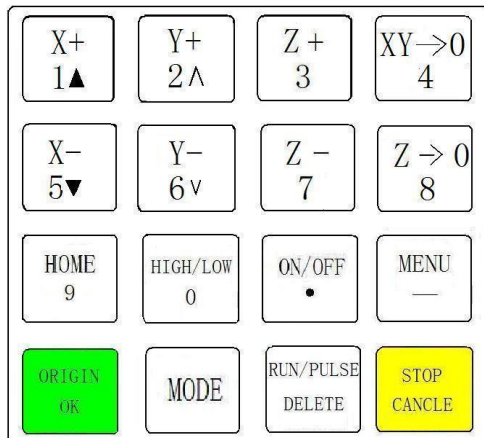 X+ Y+ Z+ XY→0
1▲ 2∧ 3 4
X− Y− Z− Z→0
5▼ 6∨ 7 8
HOME HIGH/LOW ON/OFF MENU
9 0 • —
ORIGIN MODE RUN/PULSE STOP
OK DELETE CANCLE